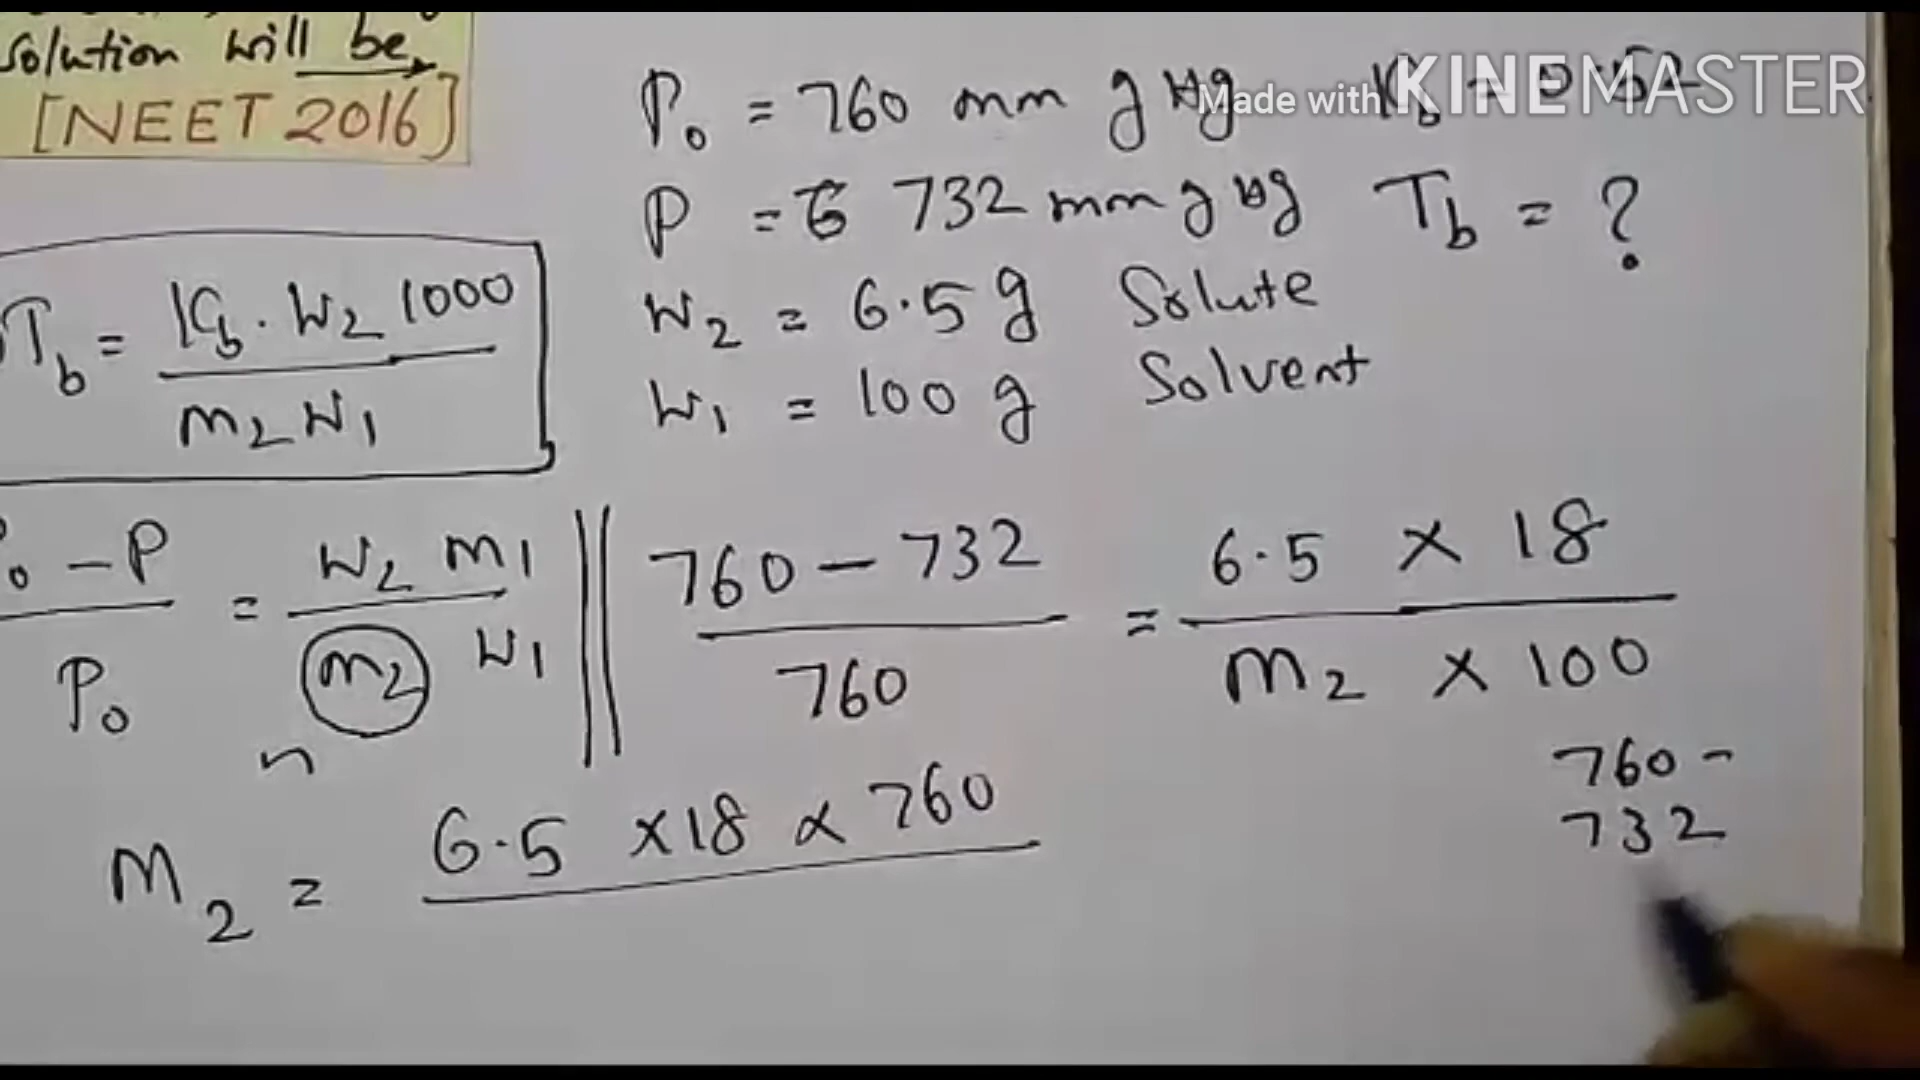 solution will be
[NEET 2016]
P₀ = 760 mm g Hg
Made with KINEMASTER
P = 732 mm g Hg T_b = ?
W₂ = 6.5 g Solute
W₁ = 100 g Solvent
T_b = K_b . W₂ 1000 / m₂ W₁
P₀ - P / P₀ = W₂ m₁ / m₂ W₁
760 - 732 / 760 = 6.5 × 18 / m₂ × 100
760 -
732
M₂ = 6.5 × 18 × 760